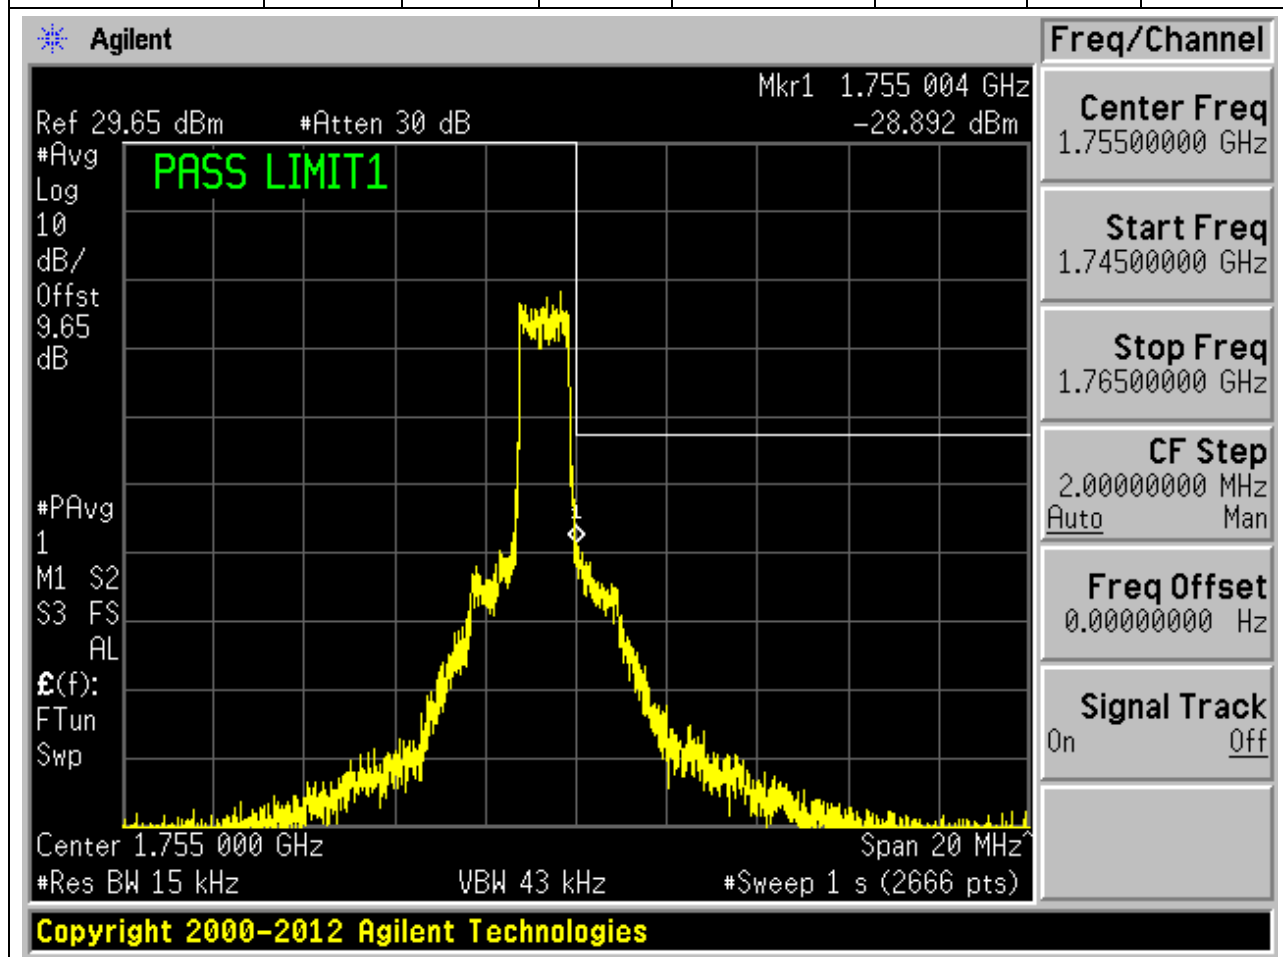 Agilent
Freq/Channel
Mkr1 1.755 004 GHz
Ref 29.65 dBm #Atten 30 dB -28.892 dBm
#Avg
Log
10
dB/
Offst
9.65
dB
PASS LIMIT1
1
#PAvg
1
M1 S2
S3 FS
AL
£(f):
FTun
Swp
Center 1.755 000 GHz Span 20 MHz^
#Res BW 15 kHz VBW 43 kHz #Sweep 1 s (2666 pts)
Center Freq
1.75500000 GHz
Start Freq
1.74500000 GHz
Stop Freq
1.76500000 GHz
CF Step
2.00000000 MHz
Auto Man
Freq Offset
0.00000000 Hz
Signal Track
On Off
Copyright 2000-2012 Agilent Technologies